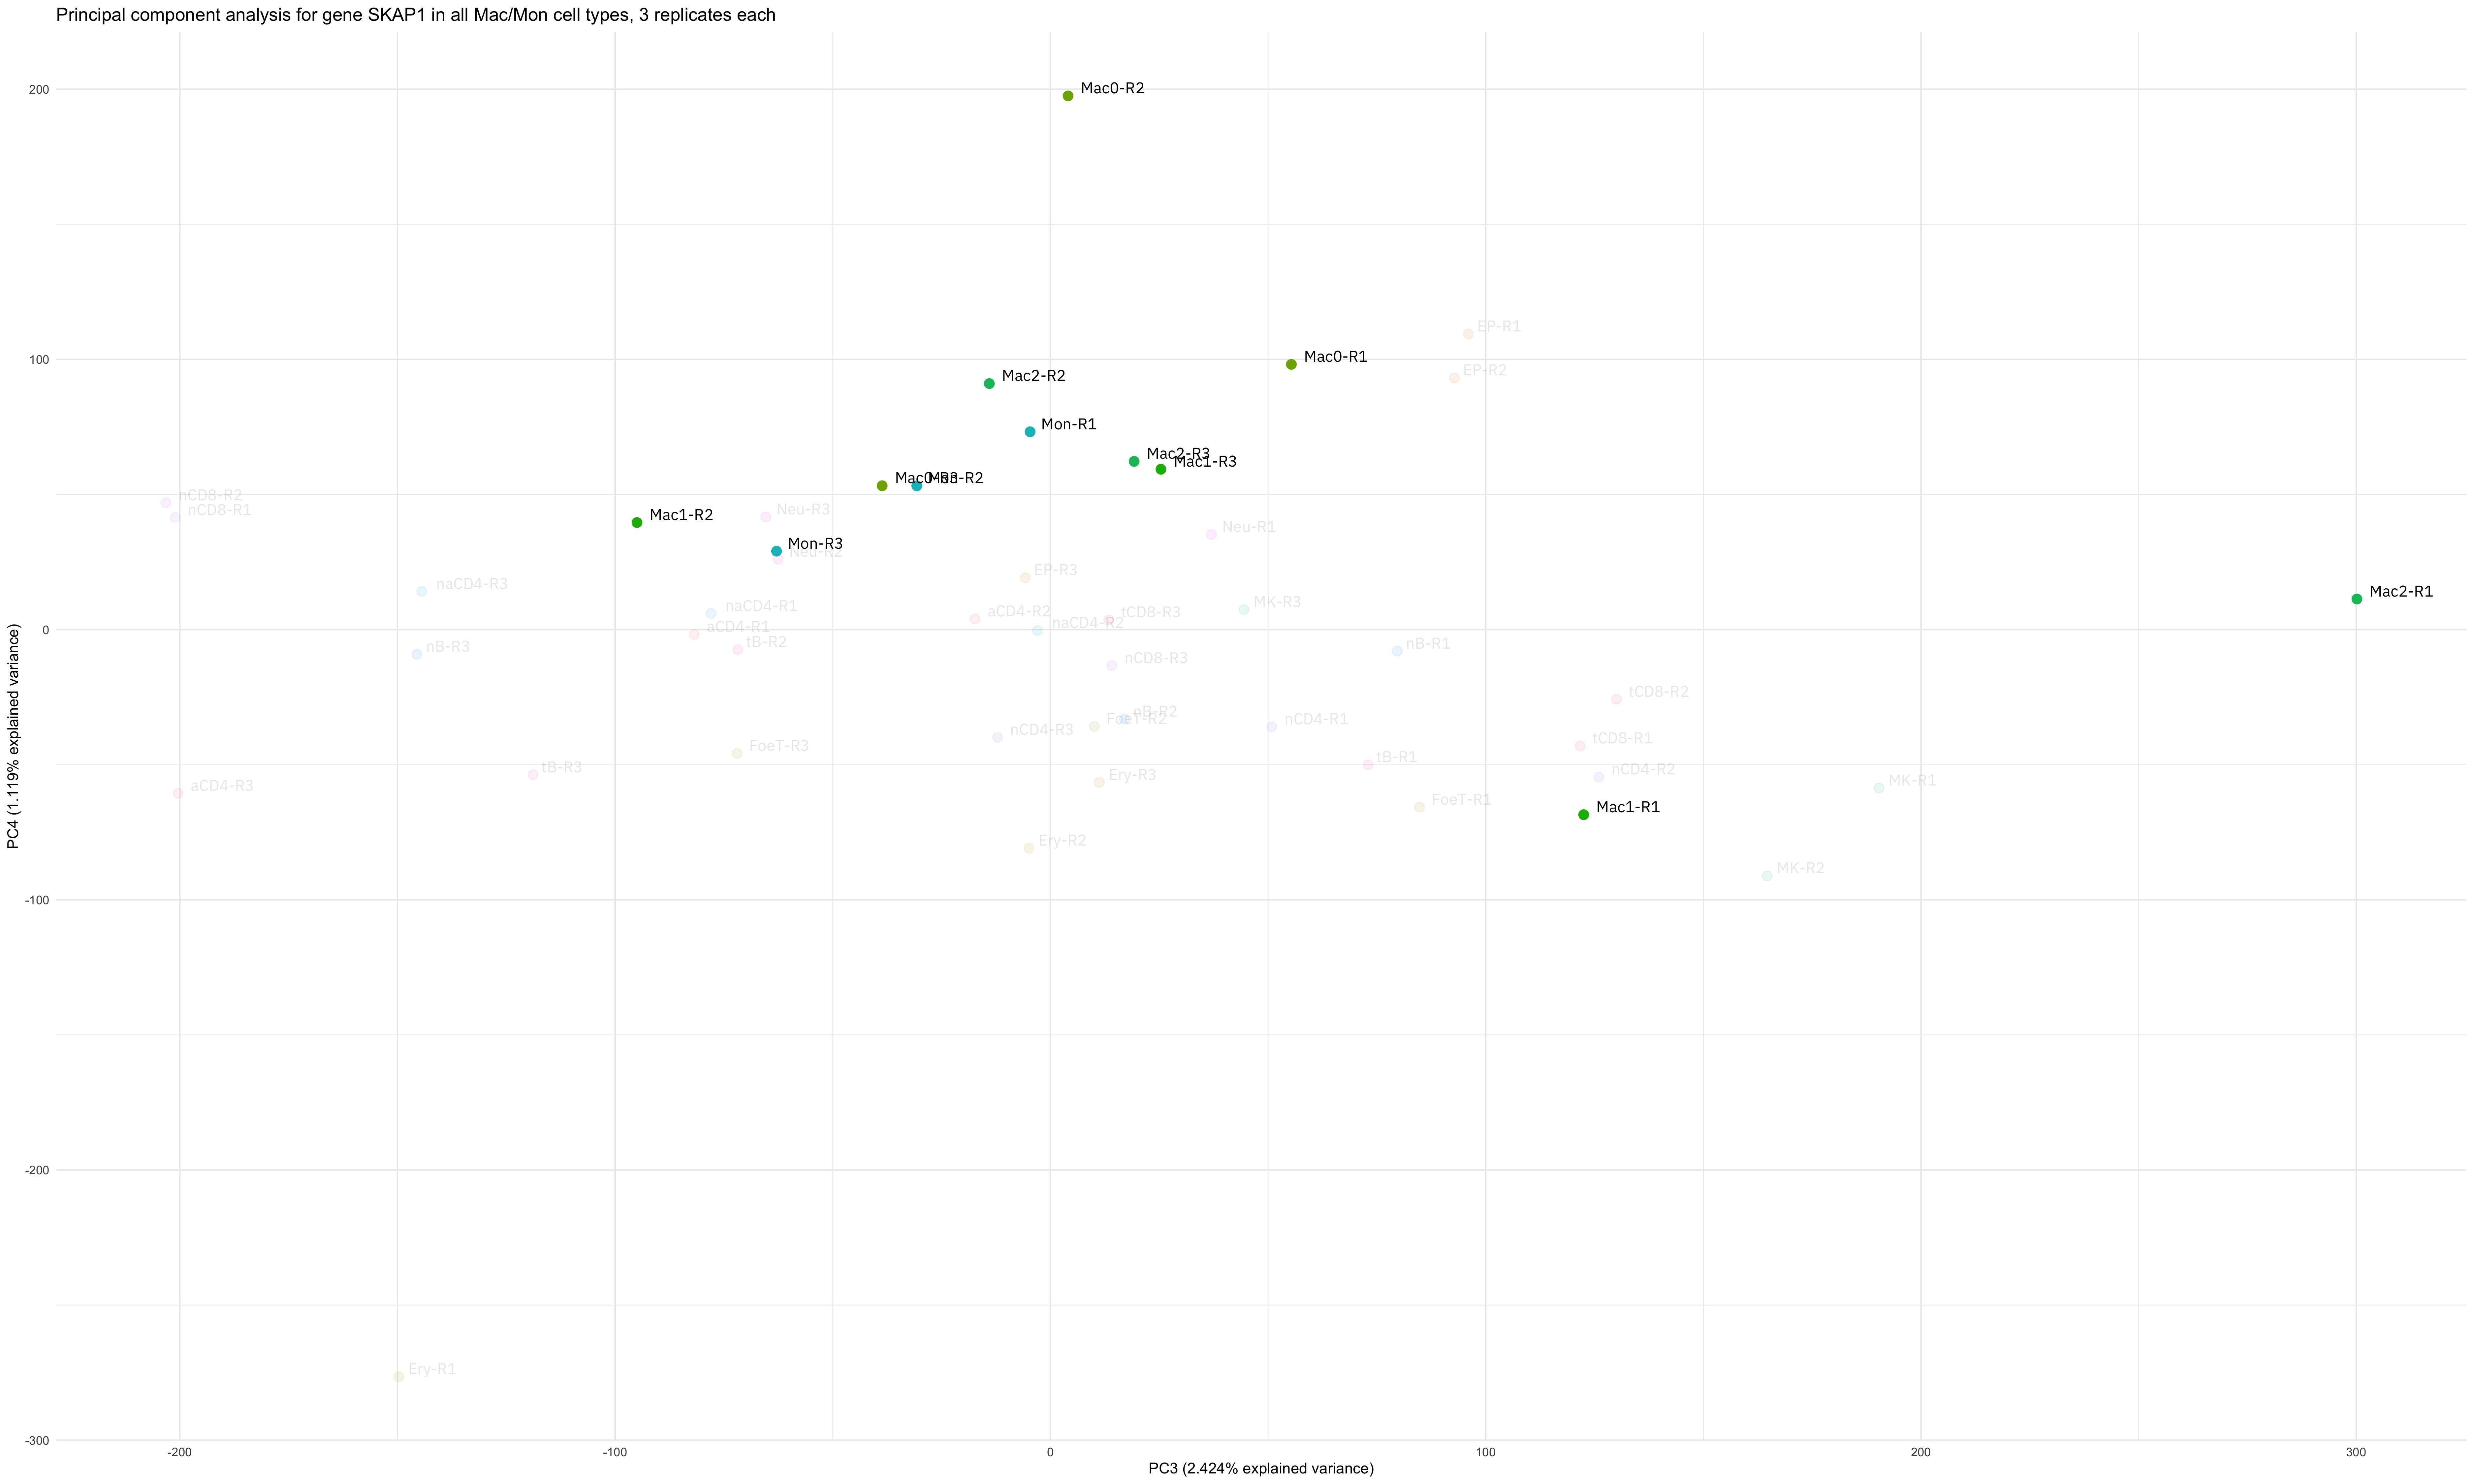 Principal component analysis for gene SKAP1 in all Mac/Mon cell types, 3 replicates each
200
Mac0-R2
EP-R1
100
Mac0-R1
EP-R2
Mac2-R2
Mon-R1
Mac2-R3
Mac1-R3
Mac0-R3
Mon-R2
nCD8-R2
nCD8-R1
Mac1-R2
Neu-R3
Neu-R1
Mon-R3
Neu-R2
EP-R3
naCD4-R3
naCD4-R1
aCD4-R2
tCD8-R3
MK-R3
Mac2-R1
0
aCD4-R1
naCD4-R2
tB-R2
nB-R3
nB-R1
nCD8-R3
tCD8-R2
nB-R2
FoeT-R2
nCD4-R1
nCD4-R3
FoeT-R3
tCD8-R1
tB-R3
tB-R1
nCD4-R2
Ery-R3
MK-R1
aCD4-R3
FoeT-R1
Mac1-R1
Ery-R2
MK-R2
-100
-200
Ery-R1
-300
-200
-100
0
100
200
300
PC3 (2.424% explained variance)
PC4 (1.119% explained variance)